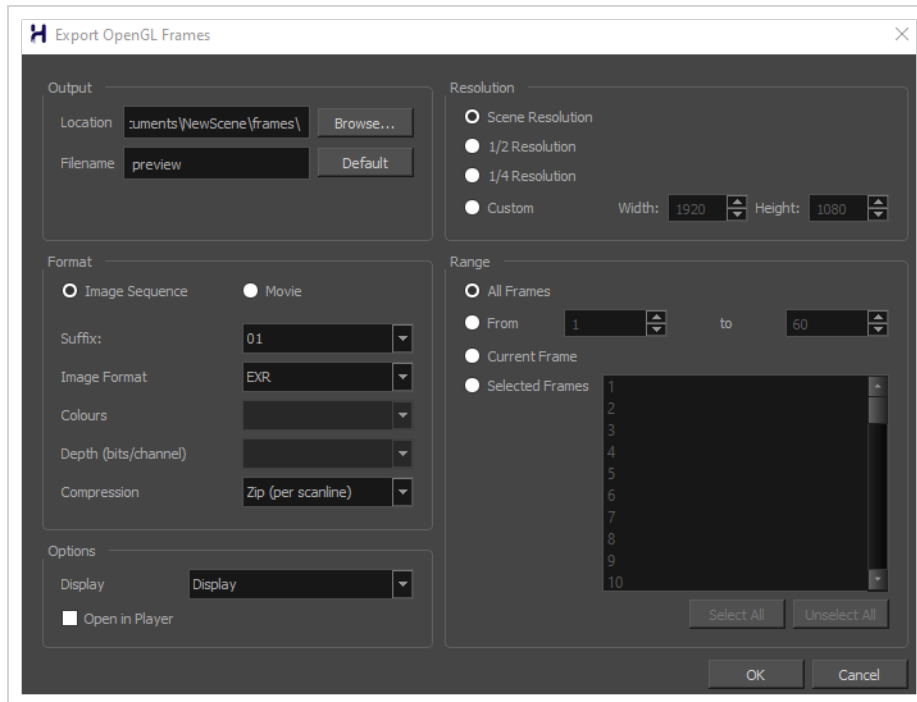 Export OpenGL Frames
Output
Location :uments\NewScene\frames\ Browse...
Filename preview Default
Resolution
Scene Resolution
1/2 Resolution
1/4 Resolution
Custom Width: 1920 Height: 1080
Format
Image Sequence Movie
Suffix: 01
Image Format EXR
Colours
Depth (bits/channel)
Compression Zip (per scanline)
Options
Display Display
Open in Player
Range
All Frames
From 1 to 60
Current Frame
Selected Frames 1
2
3
4
5
6
7
8
9
10
Select All Unselect All
OK Cancel